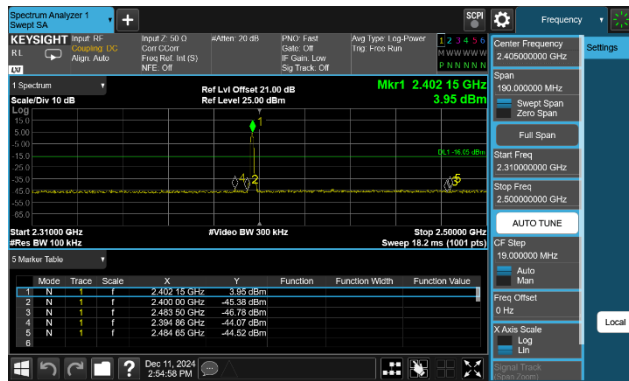 Spectrum Analyzer 1
Swept SA
SCPI
Frequency
KEYSIGHT
RL
Input: RF
Coupling: DC
Align: Auto
Input Z: 50 Ω
Corr CCorr
Freq Ref: Int (S)
NFE: Off
#Atten: 20 dB
PNO: Fast
Gate: Off
IF Gain: Low
Sig Track: Off
Avg Type: Log-Power
Trig: Free Run
1 2 3 4 5 6
M W W W W W
P N N N N N
LXI
1 Spectrum
Scale/Div 10 dB
Ref Lvl Offset 21.00 dB
Ref Level 25.00 dBm
Mkr1 2.402 15 GHz
3.95 dBm
Log
15.0
5.00
-5.00
-15.0
-25.0
-35.0
-45.0
-55.0
-65.0
1
DL1 -16.05 dBm
4
2
5
Start 2.31000 GHz
#Res BW 100 kHz
#Video BW 300 kHz
Stop 2.50000 GHz
Sweep 18.2 ms (1001 pts)
5 Marker Table
Mode Trace Scale X Y Function Function Width Function Value
1 N 1 f 2.402 15 GHz 3.95 dBm
2 N 1 f 2.400 00 GHz -45.38 dBm
3 N 1 f 2.483 50 GHz -46.78 dBm
4 N 1 f 2.394 86 GHz -44.07 dBm
5 N 1 f 2.484 65 GHz -44.52 dBm
6
?
Dec 11, 2024
2:54:58 PM
Center Frequency
2.405000000 GHz
Settings
Span
190.000000 MHz
Swept Span
Zero Span
Full Span
Start Freq
2.310000000 GHz
Stop Freq
2.500000000 GHz
AUTO TUNE
CF Step
19.000000 MHz
Auto
Man
Freq Offset
0 Hz
Local
X Axis Scale
Log
Lin
Signal Track
(Span Zoom)